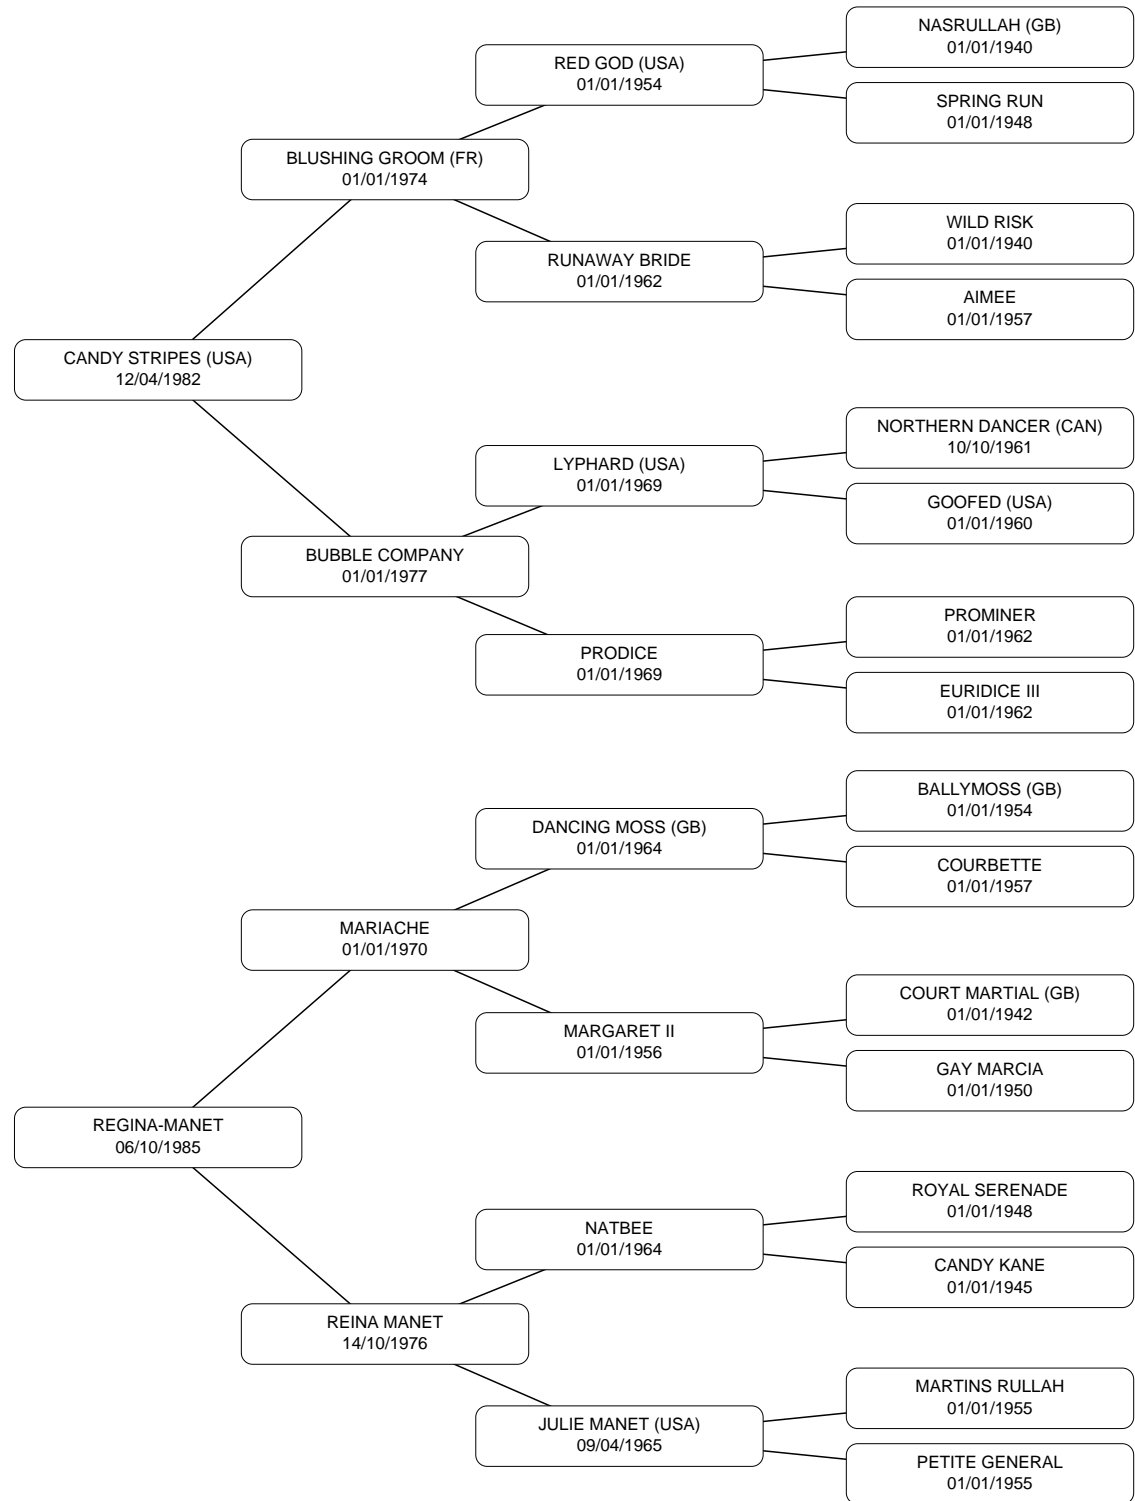 NASRULLAH (GB)
01/01/1940
RED GOD (USA)
01/01/1954
SPRING RUN
01/01/1948
BLUSHING GROOM (FR)
01/01/1974
WILD RISK
01/01/1940
RUNAWAY BRIDE
01/01/1962
AIMEE
01/01/1957
CANDY STRIPES (USA)
12/04/1982
NORTHERN DANCER (CAN)
10/10/1961
LYPHARD (USA)
01/01/1969
GOOFED (USA)
01/01/1960
BUBBLE COMPANY
01/01/1977
PROMINER
01/01/1962
PRODICE
01/01/1969
EURIDICE III
01/01/1962
BALLYMOSS (GB)
01/01/1954
DANCING MOSS (GB)
01/01/1964
COURBETTE
01/01/1957
MARIACHE
01/01/1970
COURT MARTIAL (GB)
01/01/1942
MARGARET II
01/01/1956
GAY MARCIA
01/01/1950
REGINA-MANET
06/10/1985
ROYAL SERENADE
01/01/1948
NATBEE
01/01/1964
CANDY KANE
01/01/1945
REINA MANET
14/10/1976
MARTINS RULLAH
01/01/1955
JULIE MANET (USA)
09/04/1965
PETITE GENERAL
01/01/1955